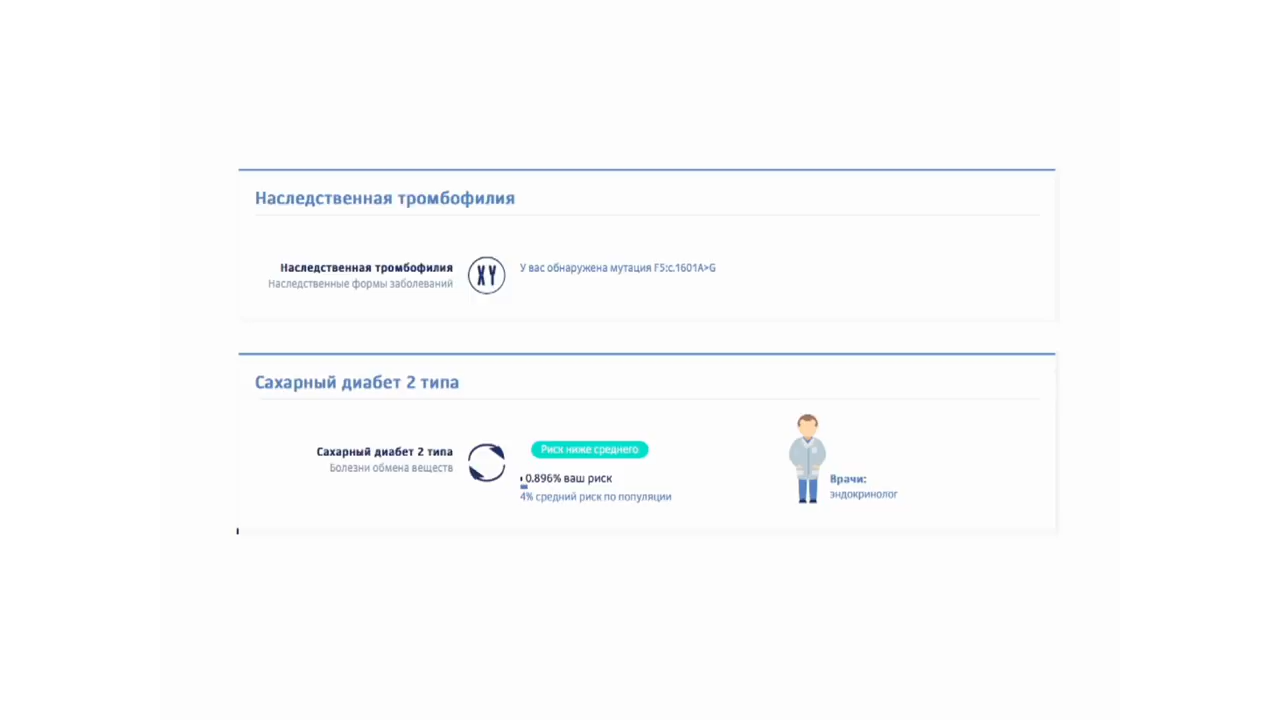 Наследственная тромбофилия
Наследственная тромбофилия
Наследственные формы заболеваний
XY
У вас обнаружена мутация F5:c.1601A>G
Сахарный диабет 2 типа
Сахарный диабет 2 типа
Болезни обмена веществ
Риск ниже среднего
0.896% ваш риск
4% средний риск по популяции
Врачи:
эндокринолог